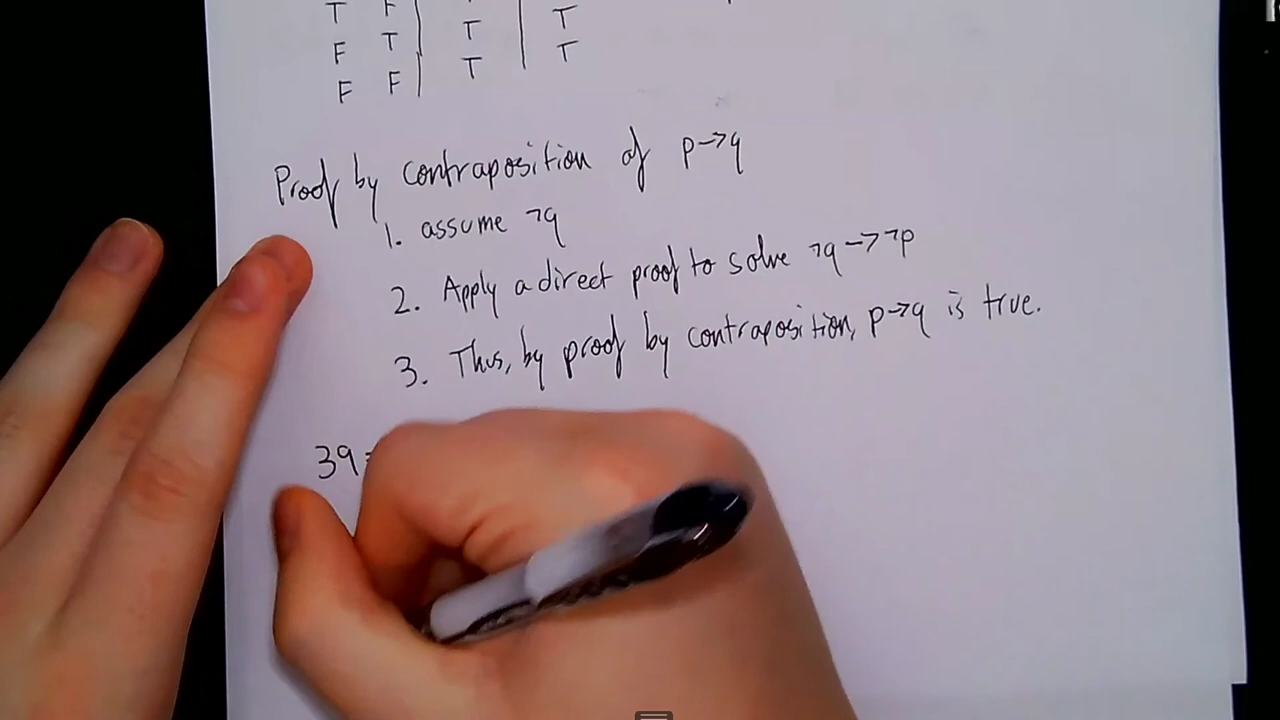 T F T T
F T T T
F F T
Proof by contraposition of p→q
1. assume ¬q
2. Apply a direct proof to solve ¬q→¬p
3. Thus, by proof by contraposition, p→q is true.
39=